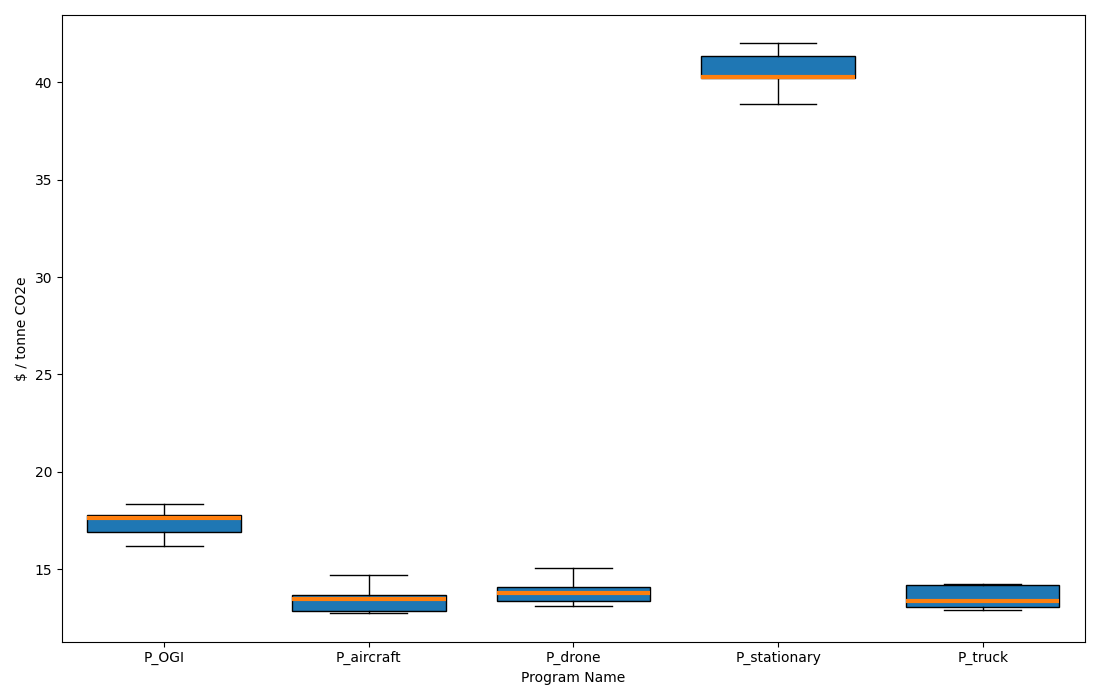 $ / tonne CO2e
40
35
30
25
20
15
P_OGI P_aircraft P_drone P_stationary P_truck
Program Name